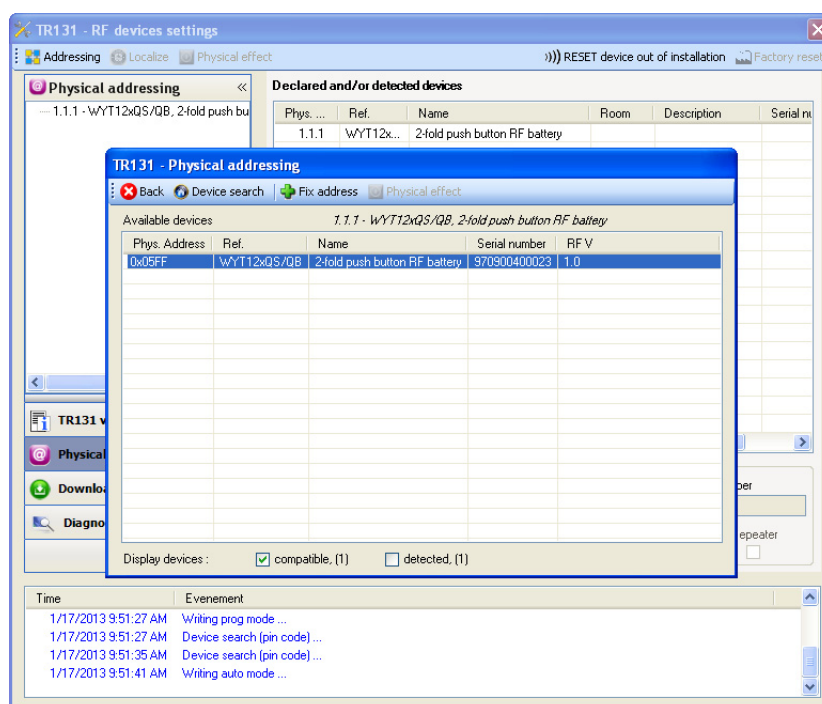 TR131 - RF devices settings
Addressing Localize Physical effect ))) RESET device out of installation Factory reset
Physical addressing «
1.1.1 - WYT12xQS/QB, 2-fold push bu
Declared and/or detected devices
Phys. ... Ref. Name Room Description Serial nu
1.1.1 WYT12x... 2-fold push button RF battery
TR131 - Physical addressing
Back Device search Fix address Physical effect
Available devices 1.1.1 - WYT12xQS/QB, 2-fold push button RF battery
Phys. Address Ref. Name Serial number RF V
0x05FF WYT12xQS/QB 2-fold push button RF battery 970900400023 1.0
Display devices : compatible, (1) detected, (1)
TR131 v
Physical
Downloa
Diagno
ber
epeater
Time Evenement
1/17/2013 9:51:27 AM Writing prog mode ...
1/17/2013 9:51:27 AM Device search (pin code) ...
1/17/2013 9:51:35 AM Device search (pin code) ...
1/17/2013 9:51:41 AM Writing auto mode ...